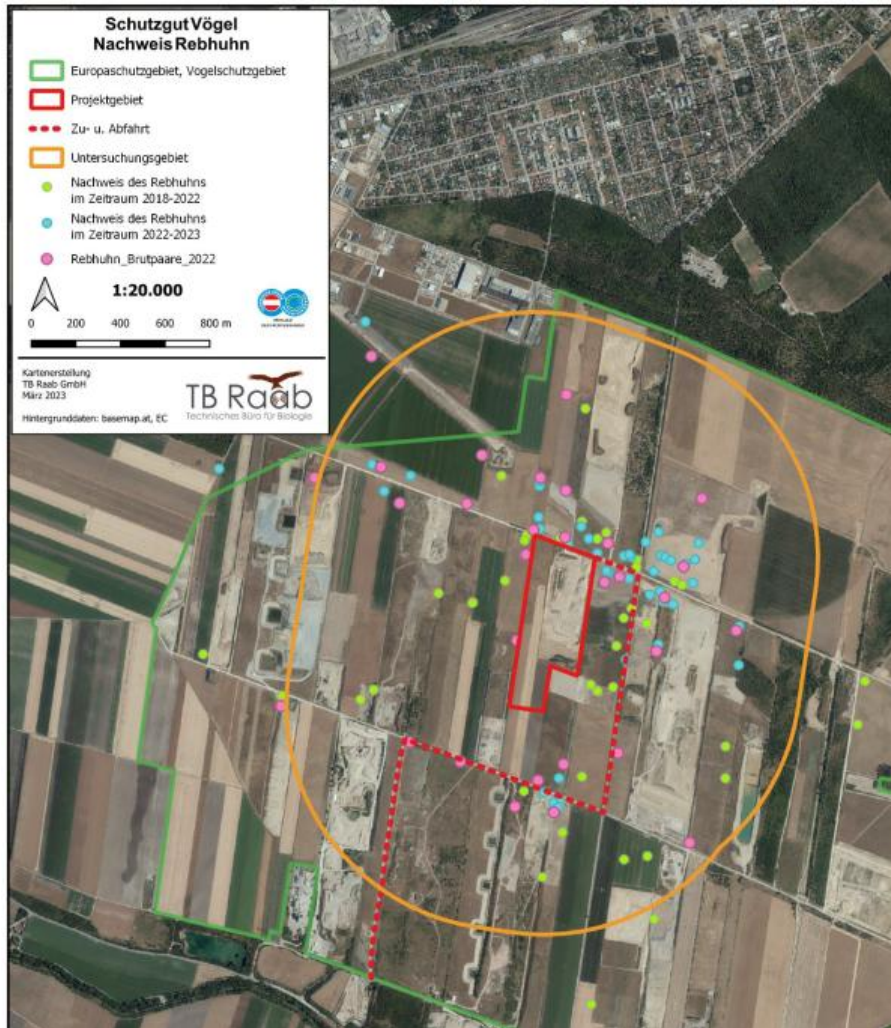 Schutzgut Vögel
Nachweis Rebhuhn
Europaschutzgebiet, Vogelschutzgebiet
Projektgebiet
Zu- u. Abfahrt
Untersuchungsgebiet
Nachweis des Rebhuhns
im Zeitraum 2018-2022
Nachweis des Rebhuhns
im Zeitraum 2022-2023
Rebhuhn_Brutpaare_2022
1:20.000
0 200 400 600 800 m
Kartenerstellung
TB Raab GmbH
März 2023
Hintergrunddaten: basemap.at, EC
TB Raab
Technisches Büro für Biologie